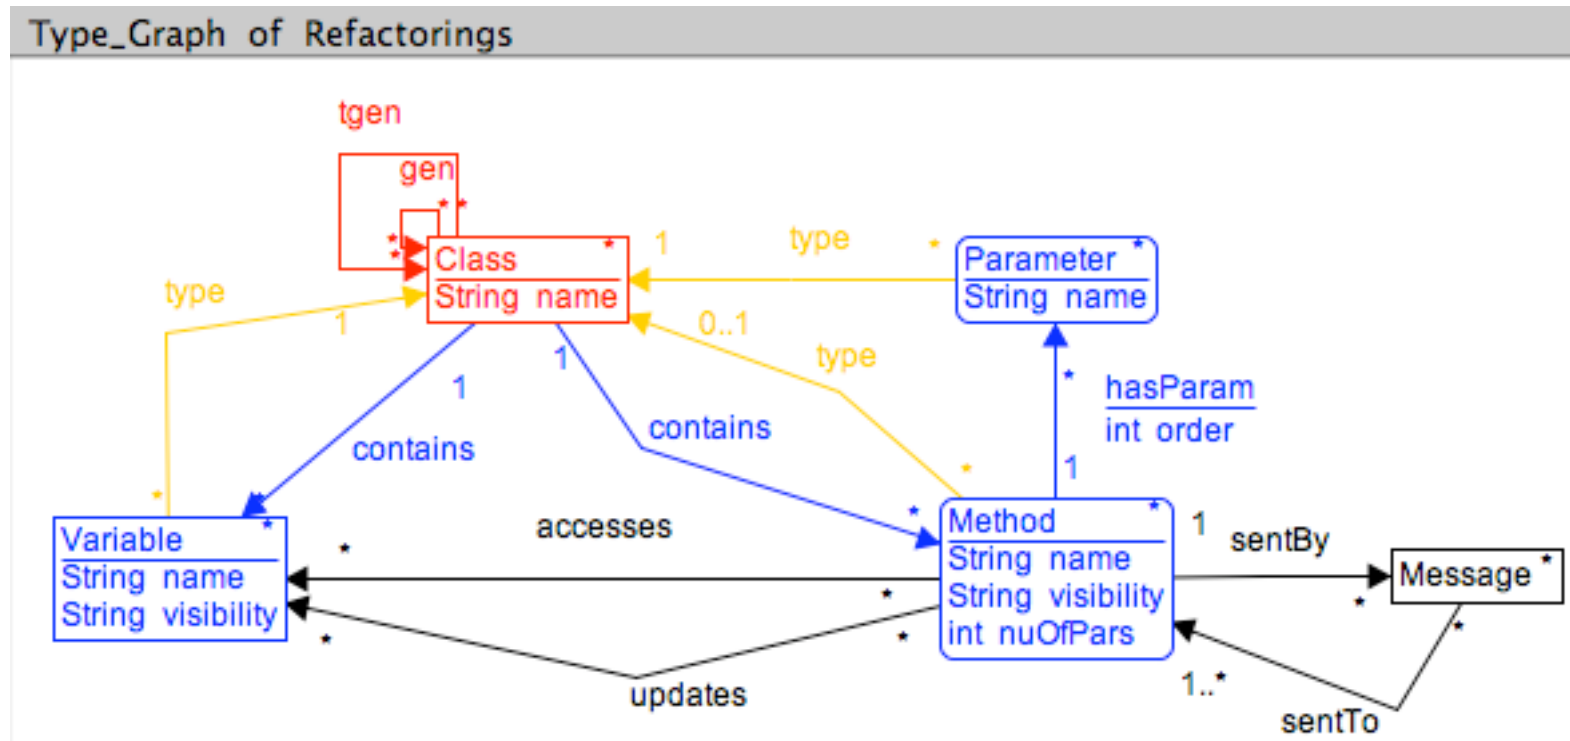 Type_Graph of Refactorings
tgen
gen
* *
*
*
Class *
String name
1 type *
Parameter *
String name
type
1
0..1
type
1
1
*
hasParam
int order
contains
contains
1
*
*
*
*
accesses
*
*
Variable *
String name
String visibility
*
updates
*
*
Method *
String name
String visibility
int nuOfPars
1
sentBy
*
Message *
*
1..*
sentTo